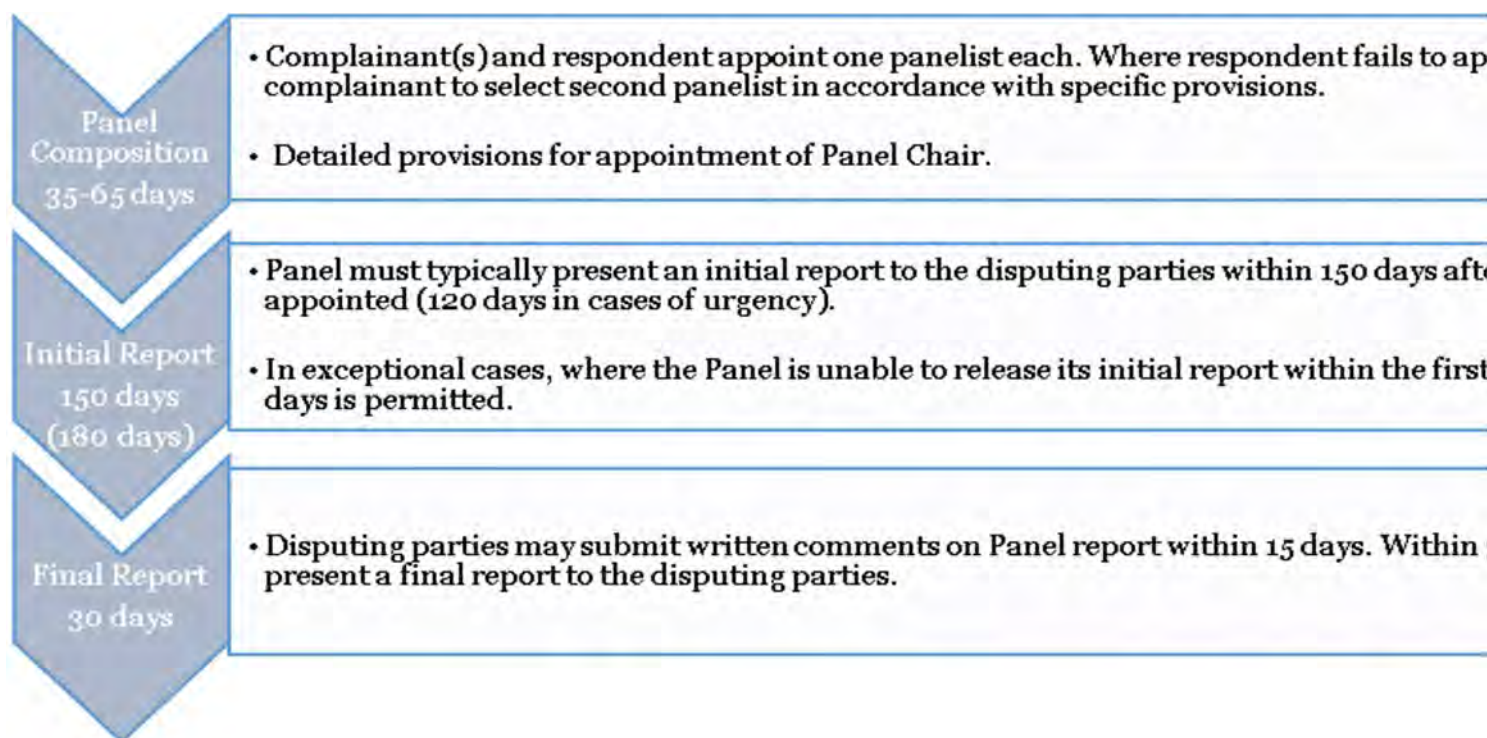 Panel
Composition
35-65 days
• Complainant(s) and respondent appoint one panelist each. Where respondent fails to
complainant to select second panelist in accordance with specific provisions.
• Detailed provisions for appointment of Panel Chair.
Initial Report
150 days
(180 days)
• Panel must typically present an initial report to the disputing parties within 150 days
appointed (120 days in cases of urgency).
• In exceptional cases, where the Panel is unable to release its initial report within the first
days is permitted.
Final Report
30 days
• Disputing parties may submit written comments on Panel report within 15 days. Within
present a final report to the disputing parties.